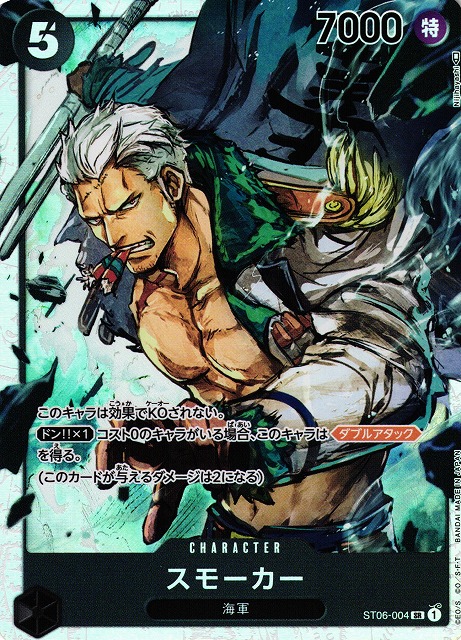 5
7000 特
Nijihayashi
このキャラは効果でKOされない。
ドン!!×1 コスト0のキャラがいる場合、このキャラは ダブルアタック
を得る。
(このカードが与えるダメージは2になる)
CHARACTER
スモーカー
海軍
ST06-004 SR 1
©E.O/S ©O/S･F･T BANDAI MADE IN JAPAN